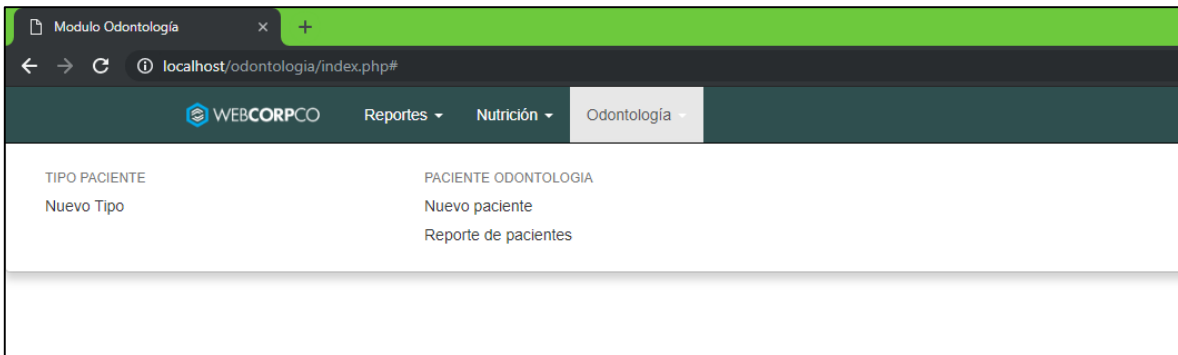 Modulo Odontología
localhost/odontologia/index.php#
WEBCORPCO Reportes Nutrición Odontología
TIPO PACIENTE PACIENTE ODONTOLOGIA
Nuevo Tipo Nuevo paciente
Reporte de pacientes